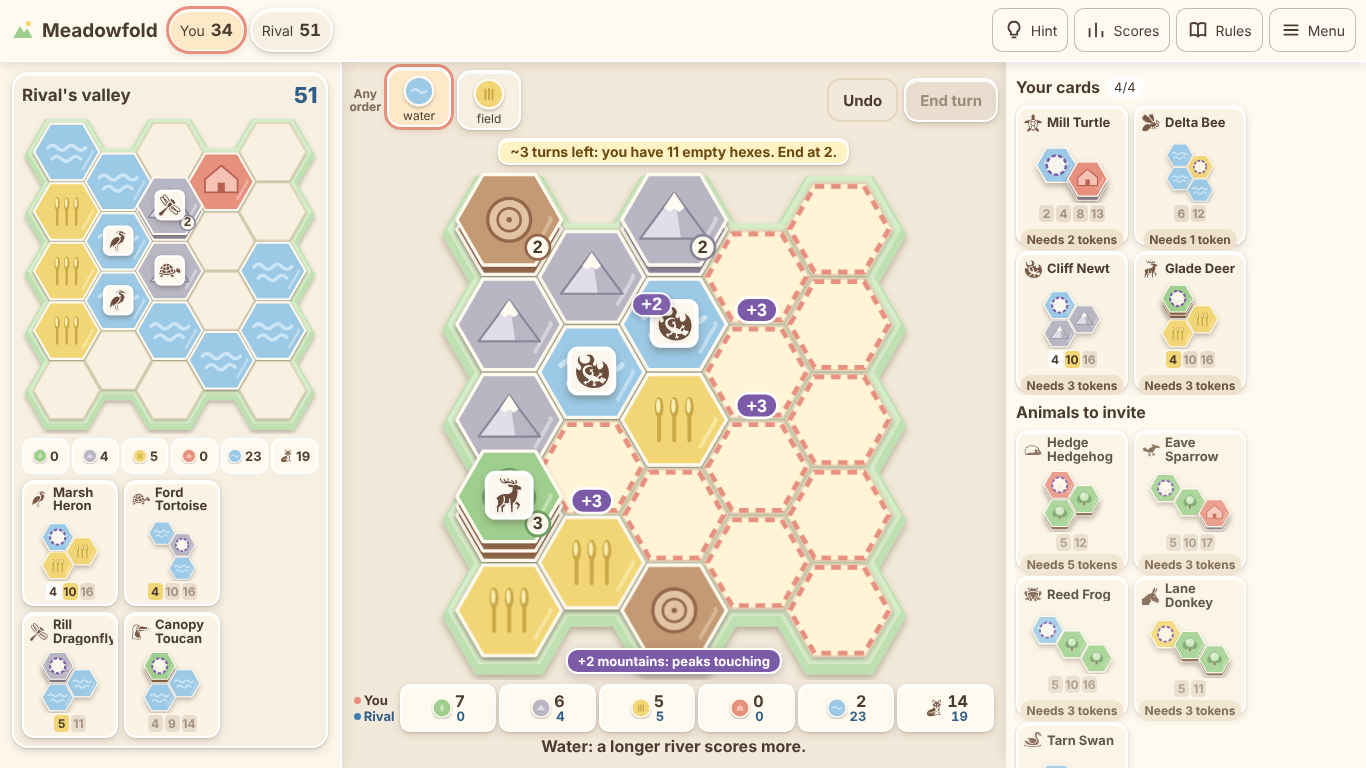 Meadowfold
You 34
Rival 51
Hint
Scores
Rules
Menu
Rival's valley
51
2
0
4
5
0
23
19
Marsh Heron
4 10 16
Ford Tortoise
4 10 16
Rill Dragonfly
5 11
Canopy Toucan
4 9 14
Any order
water
field
Undo
End turn
~3 turns left: you have 11 empty hexes. End at 2.
2
2
+2
+3
+3
+3
3
+2 mountains: peaks touching
You
Rival
7
0
6
4
5
5
0
0
2
23
14
19
Water: a longer river scores more.
Your cards 4/4
Mill Turtle
2 4 8 13
Needs 2 tokens
Delta Bee
6 12
Needs 1 token
Cliff Newt
4 10 16
Needs 3 tokens
Glade Deer
4 10 16
Needs 3 tokens
Animals to invite
Hedge Hedgehog
5 12
Needs 5 tokens
Eave Sparrow
5 10 17
Needs 3 tokens
Reed Frog
5 10 16
Needs 3 tokens
Lane Donkey
5 11
Needs 3 tokens
Tarn Swan